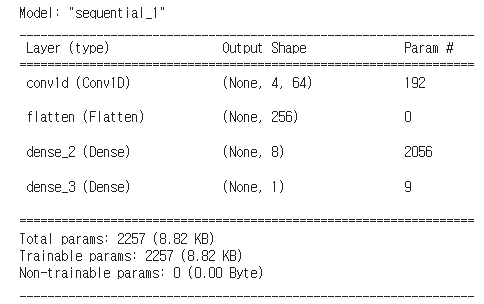 Model: "sequential_1"
_________________________________________________________________
Layer (type) Output Shape Param #
=================================================================
conv1d (Conv1D) (None, 4, 64) 192
flatten (Flatten) (None, 256) 0
dense_2 (Dense) (None, 8) 2056
dense_3 (Dense) (None, 1) 9
=================================================================
Total params: 2257 (8.82 KB)
Trainable params: 2257 (8.82 KB)
Non-trainable params: 0 (0.00 Byte)
_________________________________________________________________